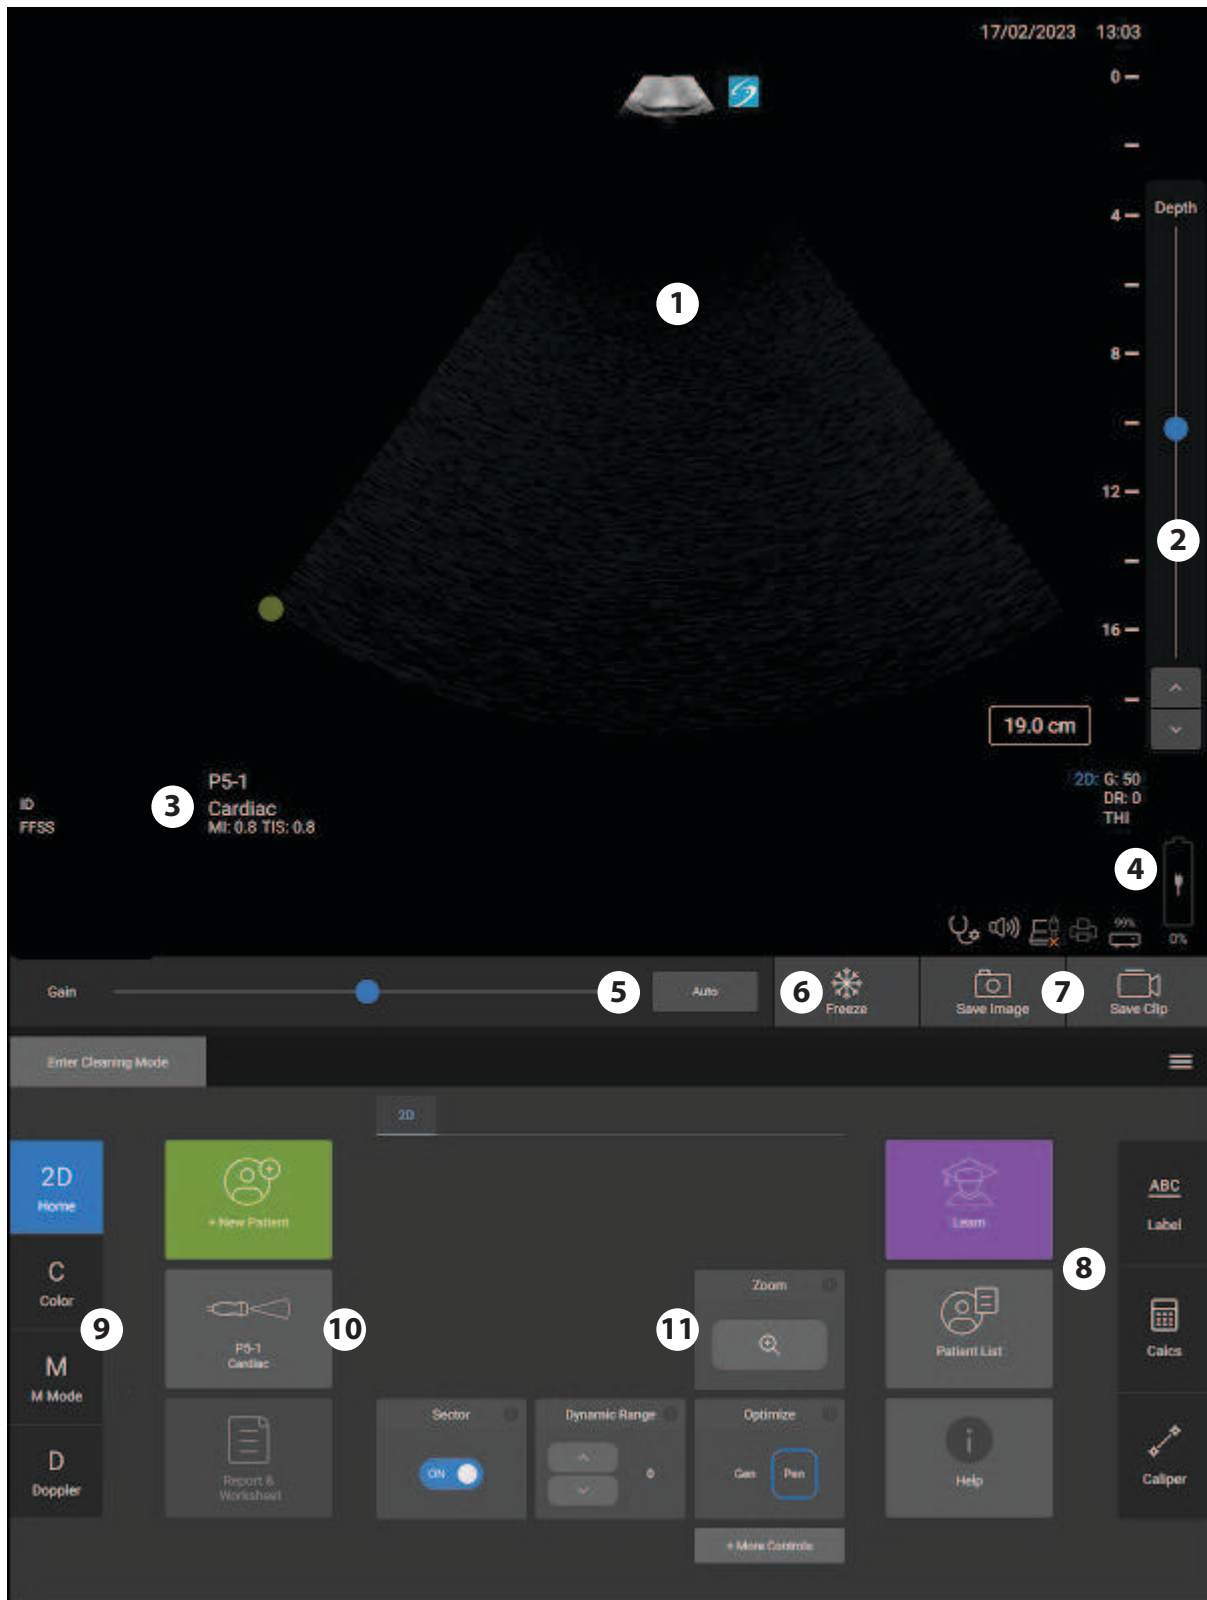 17/02/2023 13:03
0
4
Depth
1
8
12
2
16
19.0 cm
P5-1
3
Cardiac
MI: 0.8 TIS: 0.8
ID
FFSS
2D: G: 50
DR: 0
THI
4
99%
0%
Gain
5
Auto
6
Freeze
Save Image
7
Save Clip
Enter Cleaning Mode
2D
2D
Home
+ New Patient
Learn
ABC
Label
8
C
Color
9
P5-1
Cardiac
10
11
Zoom
Patient List
Calcs
M
M Mode
Sector
ON
Dynamic Range
0
Optimize
Gen
Pen
i
Help
Caliper
D
Doppler
Report &
Worksheet
+ More Controls